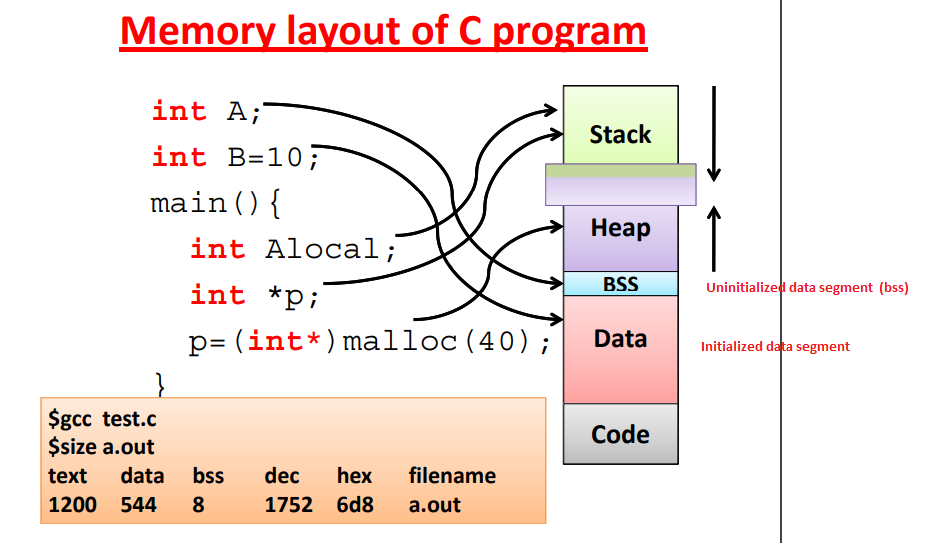 Memory layout of C program
int A;
int B=10;
main(){
int Alocal;
int *p;
p=(int*)malloc(40);
}
Stack
Heap
BSS
Data
Code
Uninitialized data segment (bss)
Initialized data segment
$gcc test.c
$size a.out
text data bss dec hex filename
1200 544 8 1752 6d8 a.out